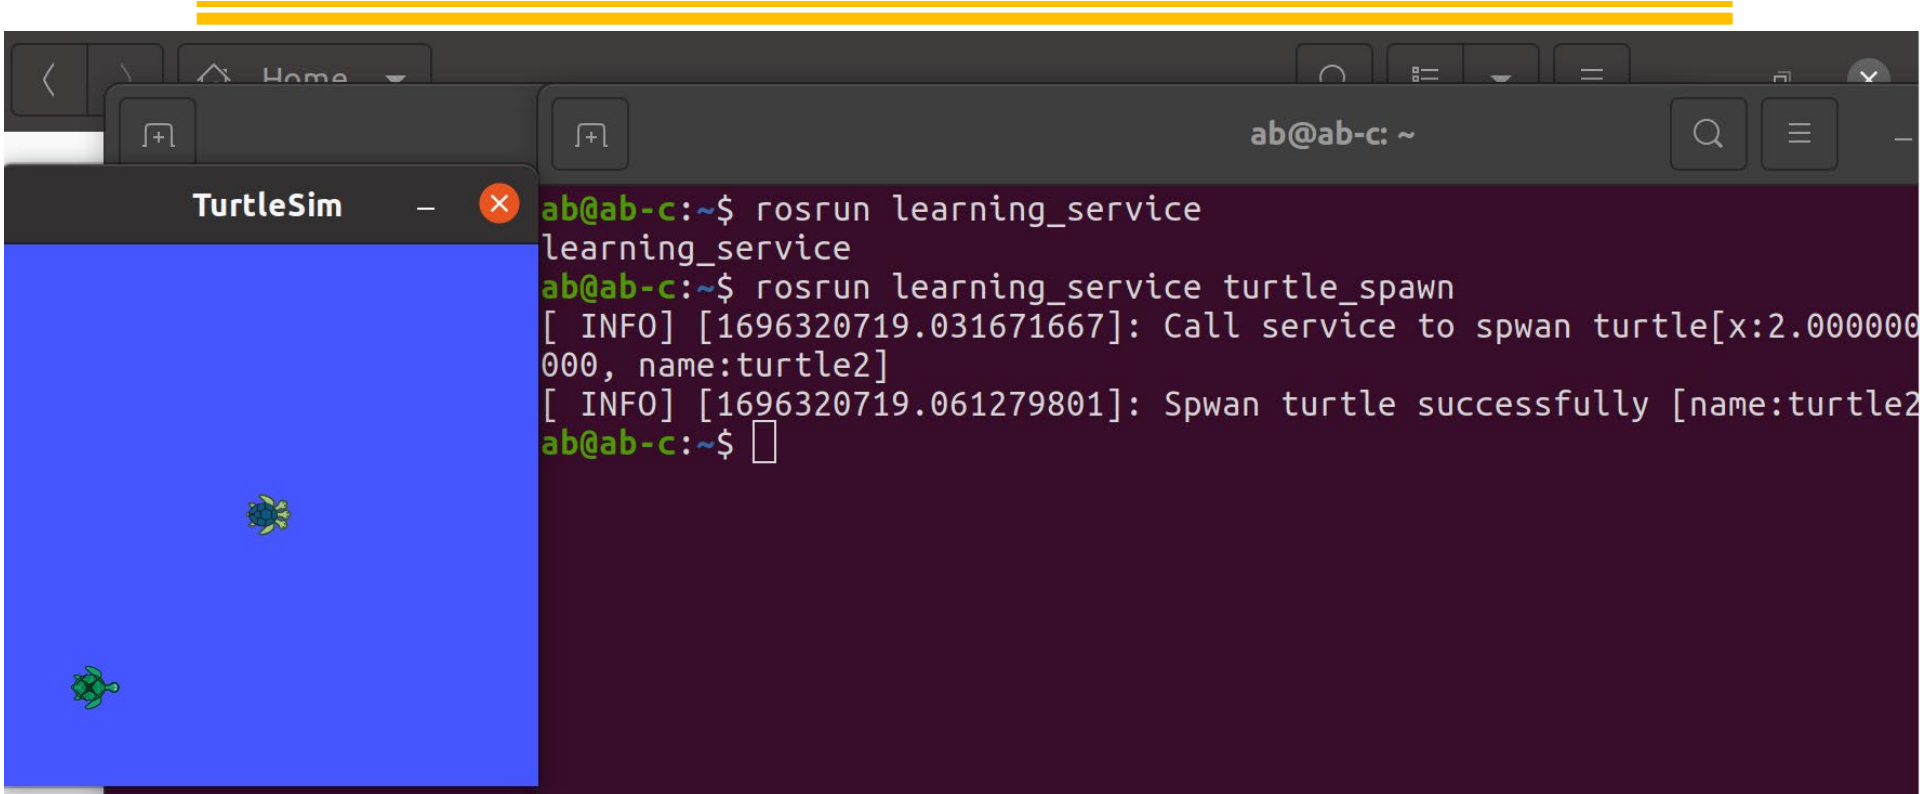 Home
ab@ab-c: ~
TurtleSim
ab@ab-c:~$ rosrun learning_service
learning_service
ab@ab-c:~$ rosrun learning_service turtle_spawn
[ INFO] [1696320719.031671667]: Call service to spwan turtle[x:2.000000
000, name:turtle2]
[ INFO] [1696320719.061279801]: Spwan turtle successfully [name:turtle2
ab@ab-c:~$